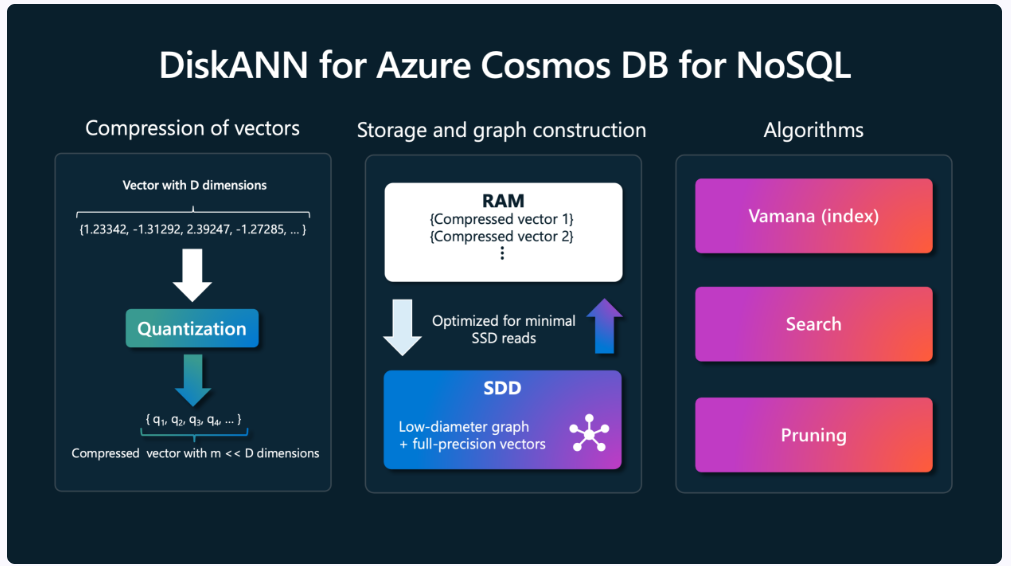 DiskANN for Azure Cosmos DB for NoSQL
Compression of vectors
Vector with D dimensions
{1.23342, -1.31292, 2.39247, -1.27285, ... }
Quantization
{ q₁, q₂, q₃, q₄, ... }
Compressed vector with m << D dimensions
Storage and graph construction
RAM
{Compressed vector 1}
{Compressed vector 2}
⋮
Optimized for minimal
SSD reads
SDD
Low-diameter graph
+ full-precision vectors
Algorithms
Vamana (index)
Search
Pruning